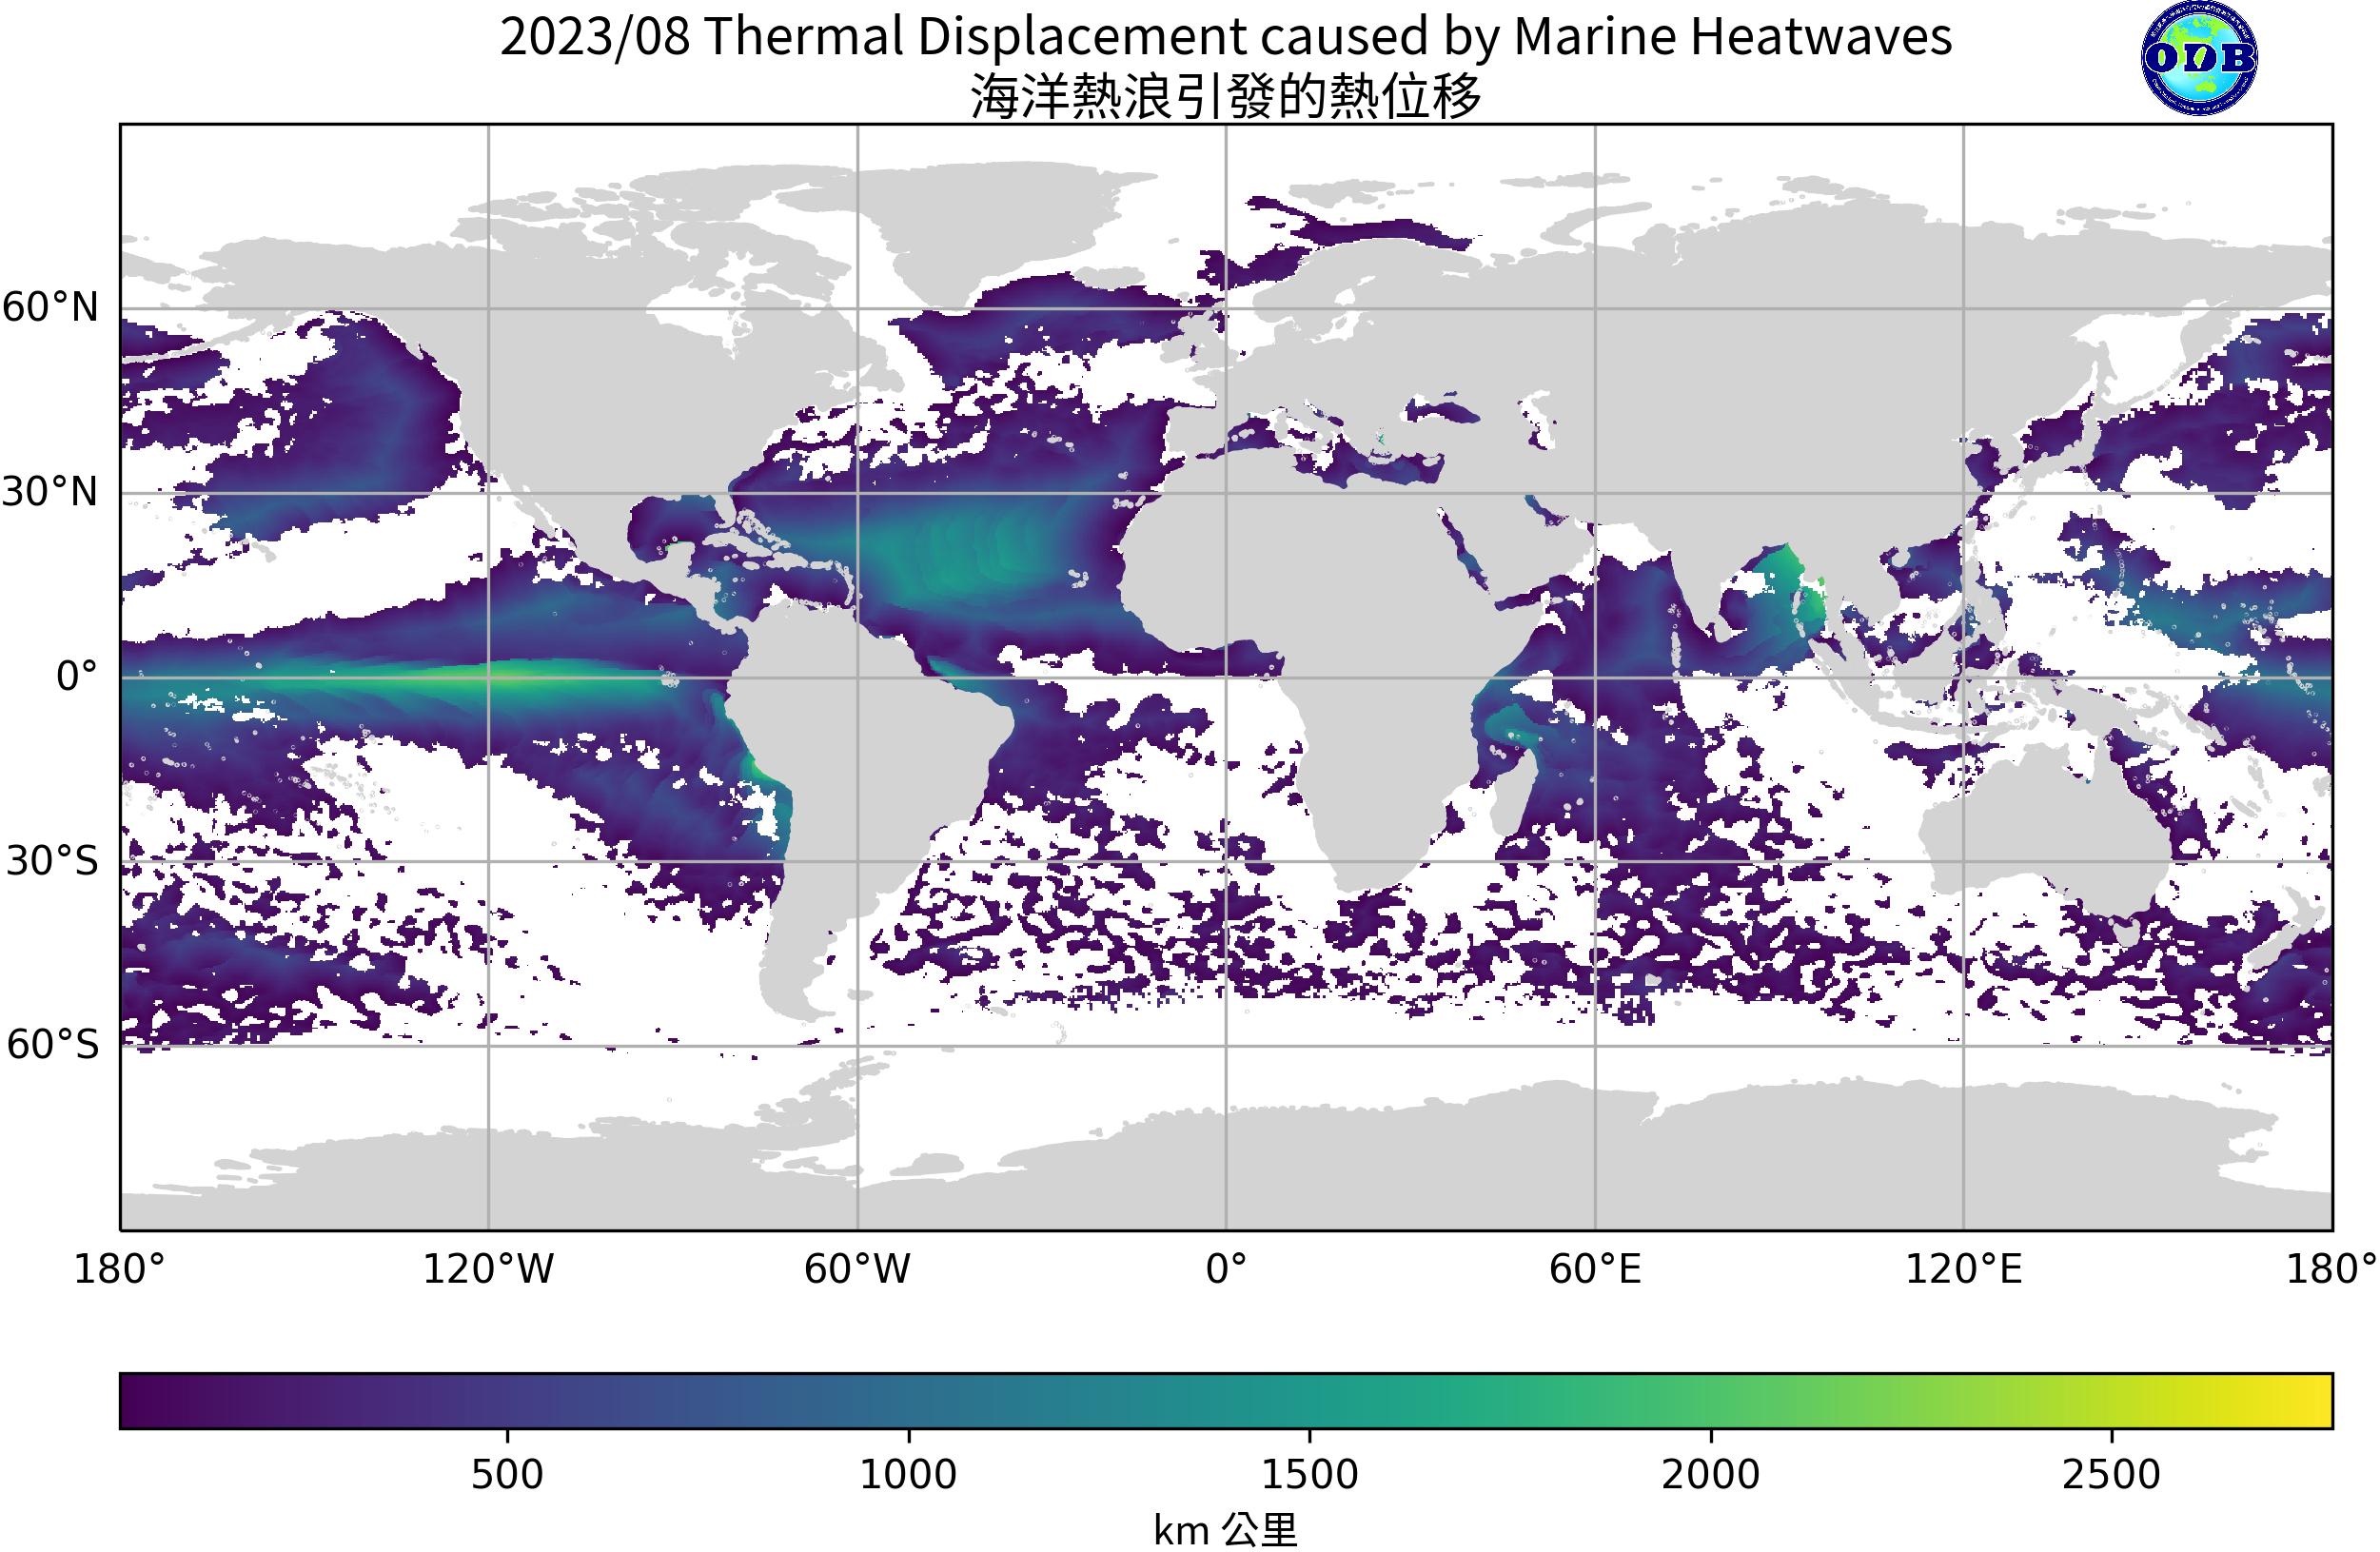 2023/08 Thermal Displacement caused by Marine Heatwaves
海洋熱浪引發的熱位移
ODB
60°N
30°N
0°
30°S
60°S
180° 120°W 60°W 0° 60°E 120°E 180°
500 1000 1500 2000 2500
km 公里